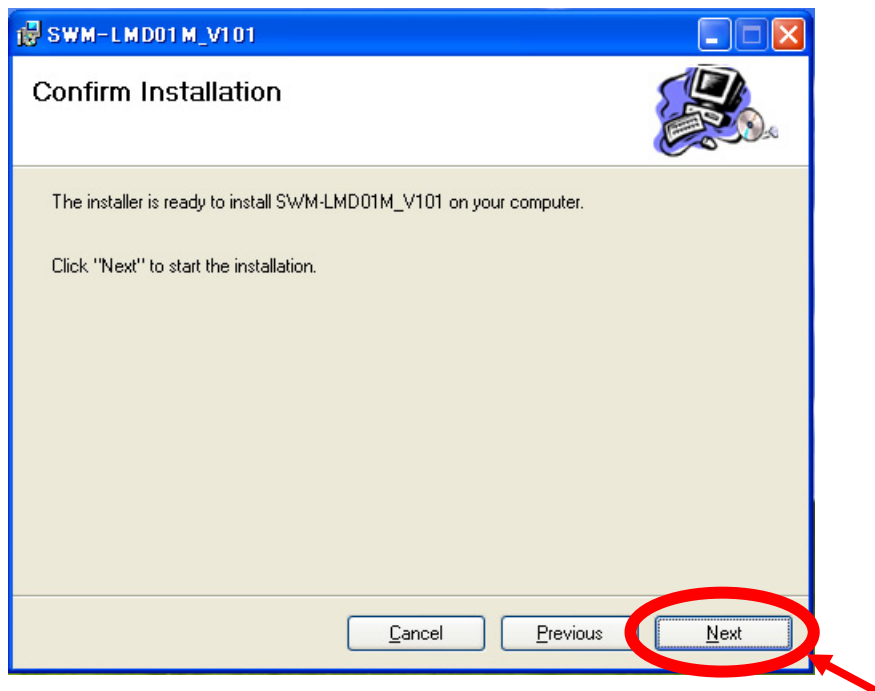 SWM-LMD01M_V101
Confirm Installation
The installer is ready to install SWM-LMD01M_V101 on your computer.
Click "Next" to start the installation.
Cancel
Previous
Next